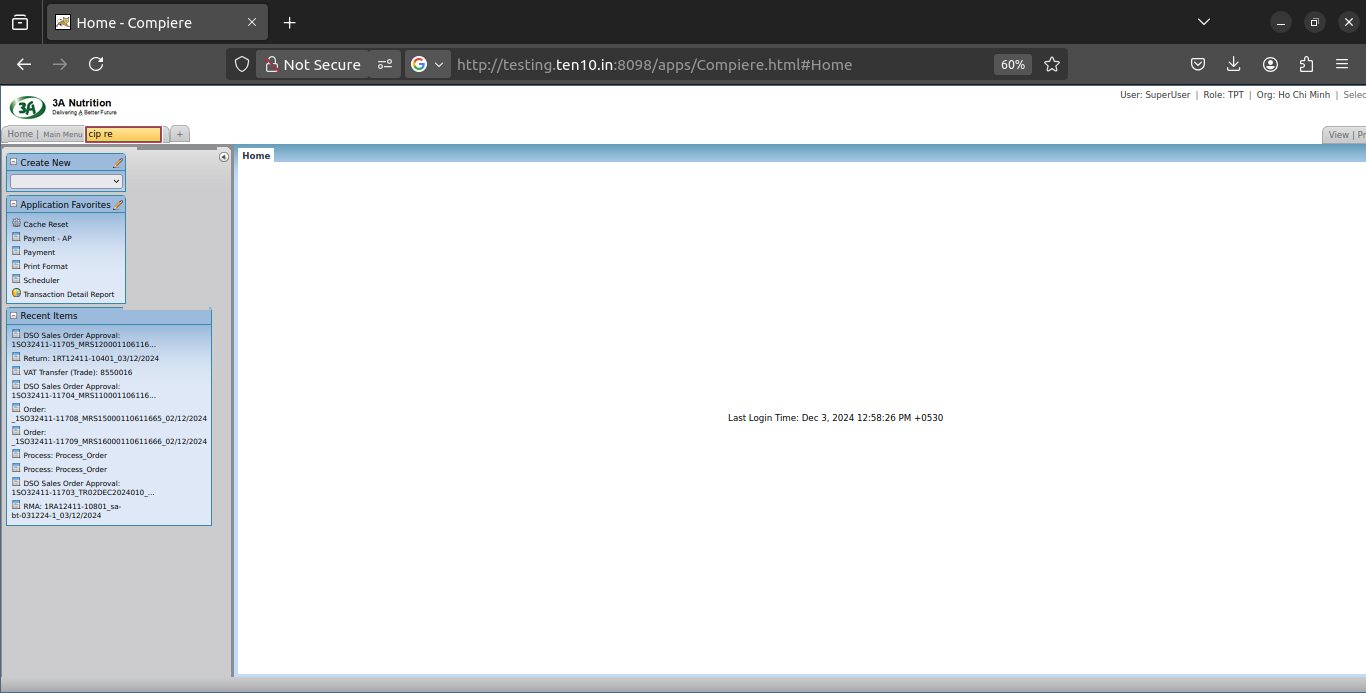 Home - Compiere
Not Secure
http://testing.ten10.in:8098/apps/Compiere.html#Home
60%
3A
3A Nutrition
Delivering A Better Future
User: SuperUser | Role: TPT | Org: Ho Chi Minh | Selec
Home | Main Menu
cip re
+
View | Pr
Create New
Application Favorites
Cache Reset
Payment - AP
Payment
Print Format
Scheduler
Transaction Detail Report
Recent Items
DSO Sales Order Approval:
1SO32411-11705_MRS120001106116...
Return: 1RT12411-10401_03/12/2024
VAT Transfer (Trade): 8550016
DSO Sales Order Approval:
1SO32411-11704_MRS110001106116...
Order:
_1SO32411-11708_MRS15000110611665_02/12/2024
Order:
_1SO32411-11709_MRS16000110611666_02/12/2024
Process: Process_Order
Process: Process_Order
DSO Sales Order Approval:
1SO32411-11703_TR02DEC2024010_...
RMA: 1RA12411-10801_sa-
bt-031224-1_03/12/2024
Home
Last Login Time: Dec 3, 2024 12:58:26 PM +0530